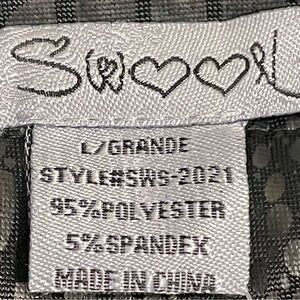 Swoon
L/GRANDE
STYLE#SWS-2021
95%POLYESTER
5%SPANDEX
MADE IN CHINA